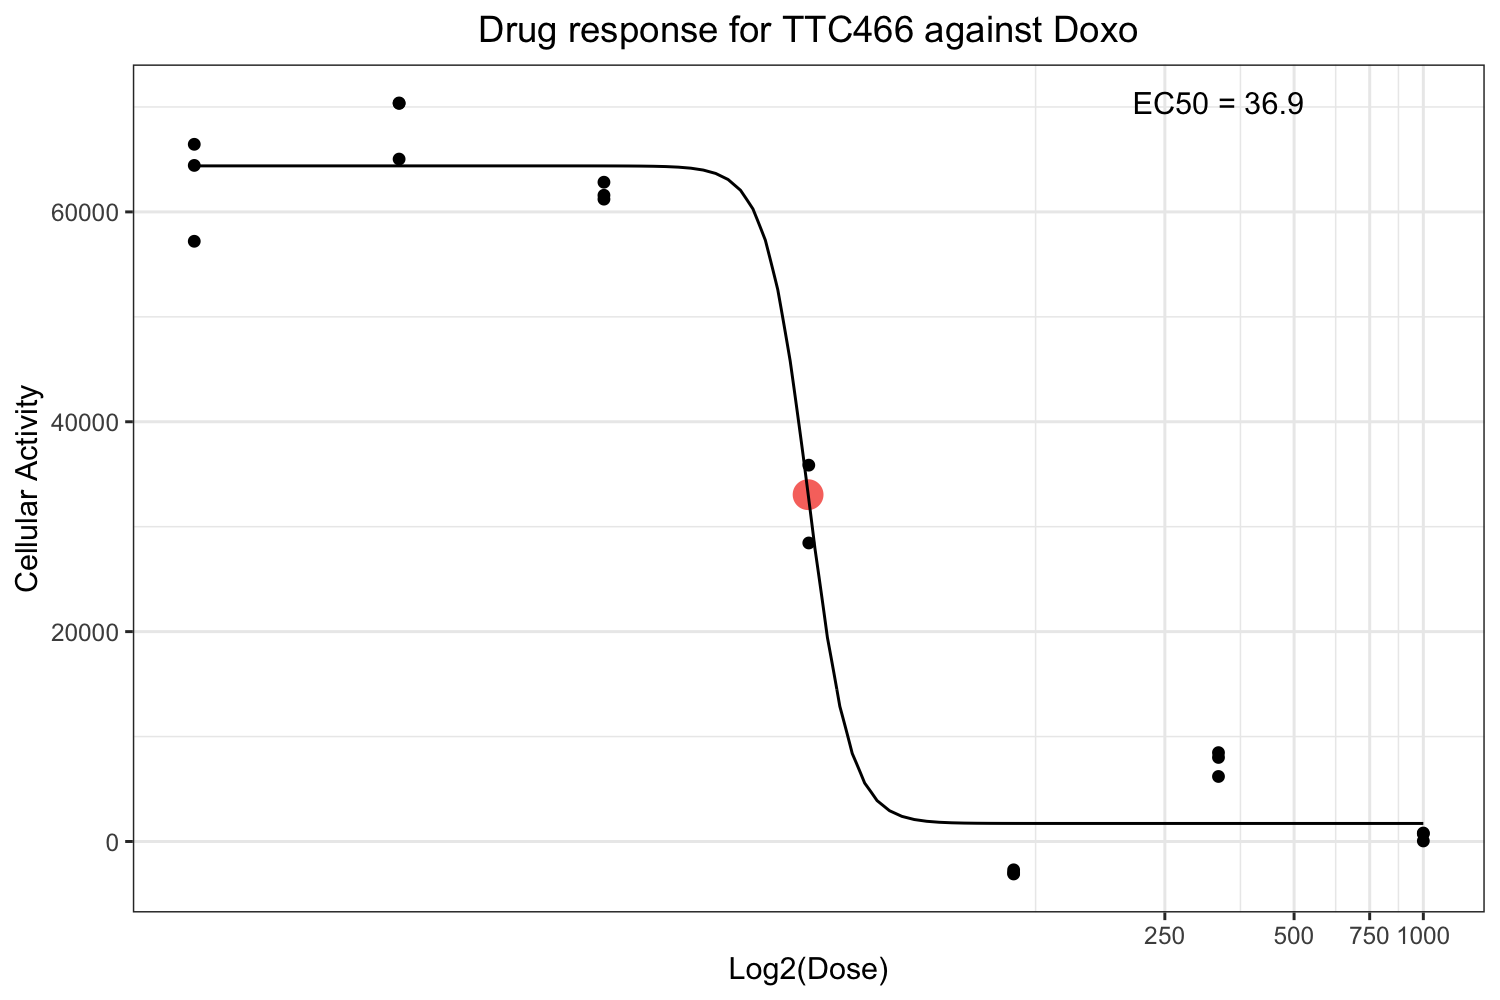 Drug response for TTC466 against Doxo
EC50 = 36.9
60000
40000
20000
0
Cellular Activity
250 500 750 1000
Log2(Dose)